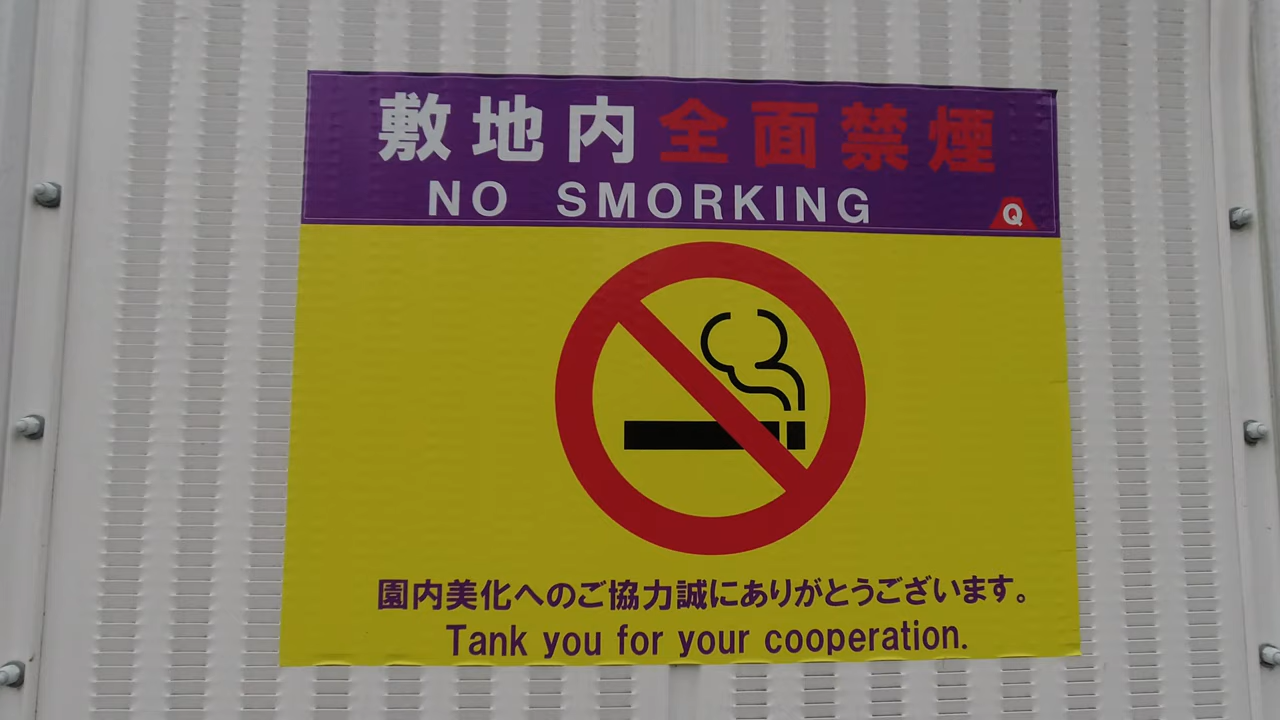 敷地内全面禁煙
NO SMORKING
Q
園内美化へのご協力誠にありがとうございます。
Tank you for your cooperation.